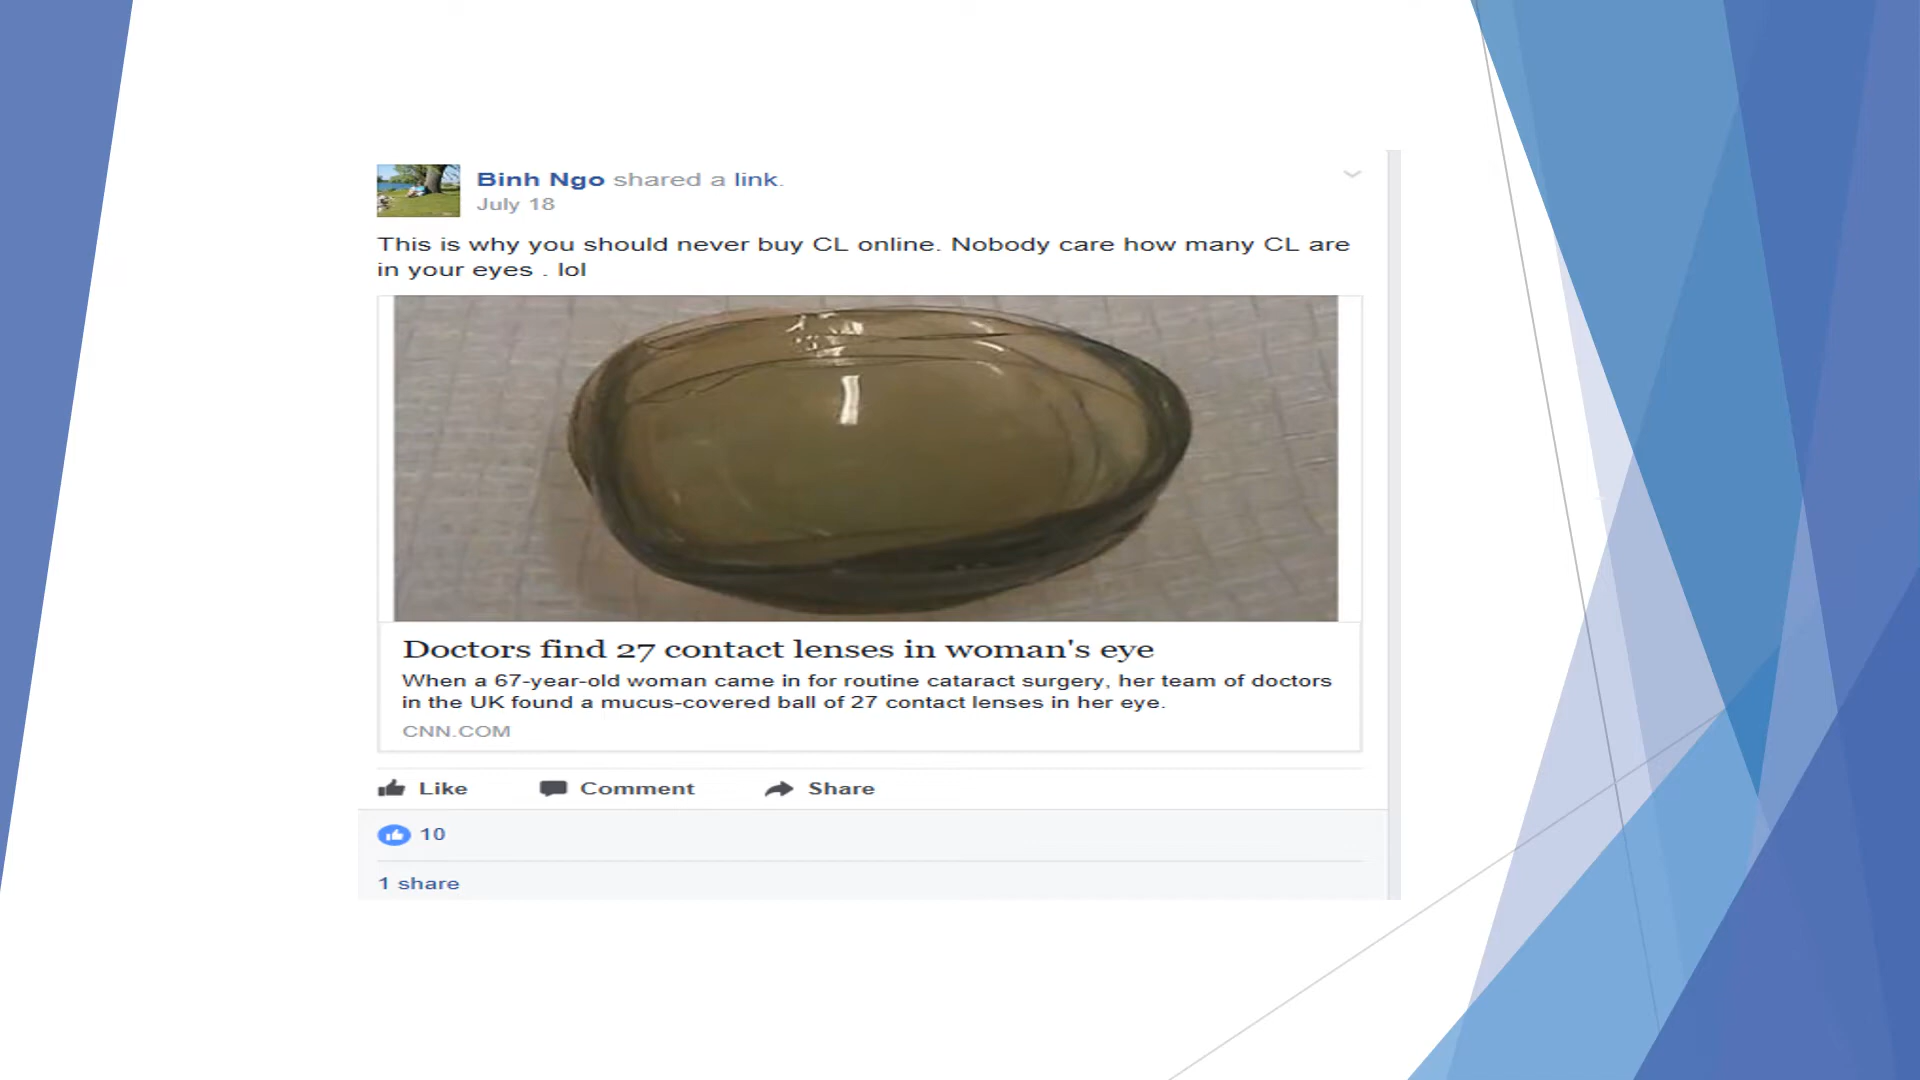 Binh Ngo shared a link.
July 18
This is why you should never buy CL online. Nobody care how many CL are
in your eyes . lol
Doctors find 27 contact lenses in woman's eye
When a 67-year-old woman came in for routine cataract surgery, her team of doctors
in the UK found a mucus-covered ball of 27 contact lenses in her eye.
CNN.COM
Like Comment Share
10
1 share